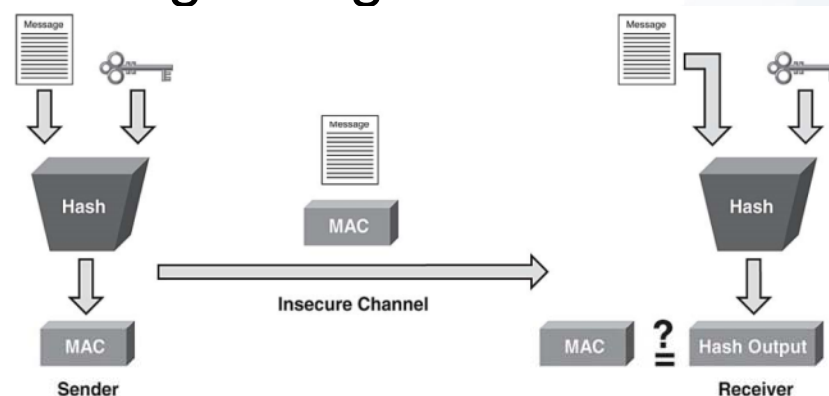 Message
Message
Message
Hash
MAC
Hash
Insecure Channel
MAC
MAC
?
=
Hash Output
Sender
Receiver